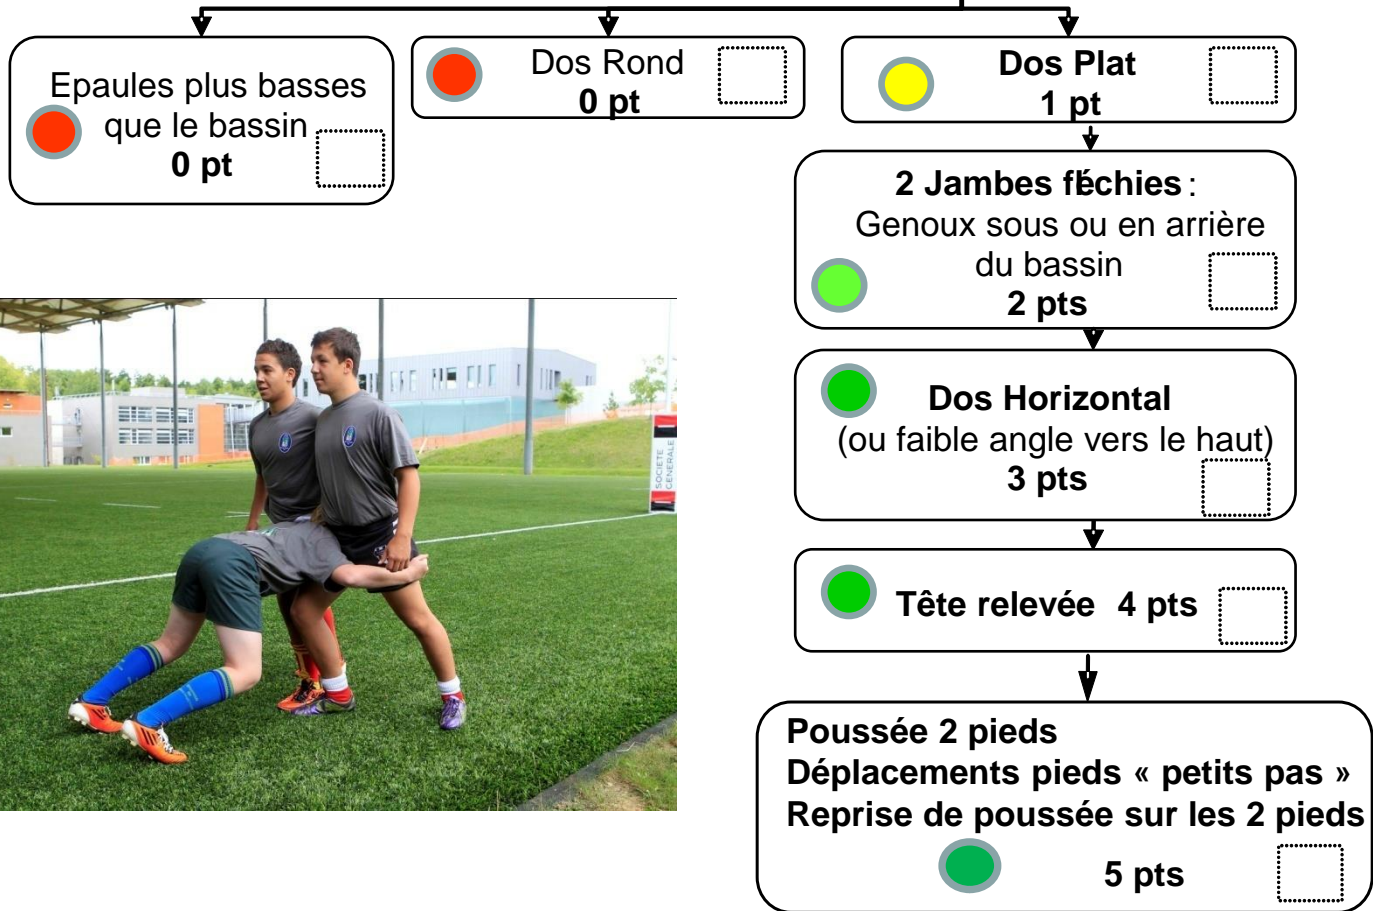 Epaules plus basses
que le bassin
0 pt
Dos Rond
0 pt
Dos Plat
1 pt
2 Jambes fléchies :
Genoux sous ou en arrière
du bassin
2 pts
Dos Horizontal
(ou faible angle vers le haut)
3 pts
Tête relevée 4 pts
Poussée 2 pieds
Déplacements pieds « petits pas »
Reprise de poussée sur les 2 pieds
5 pts
SOCIETE
GENERALE